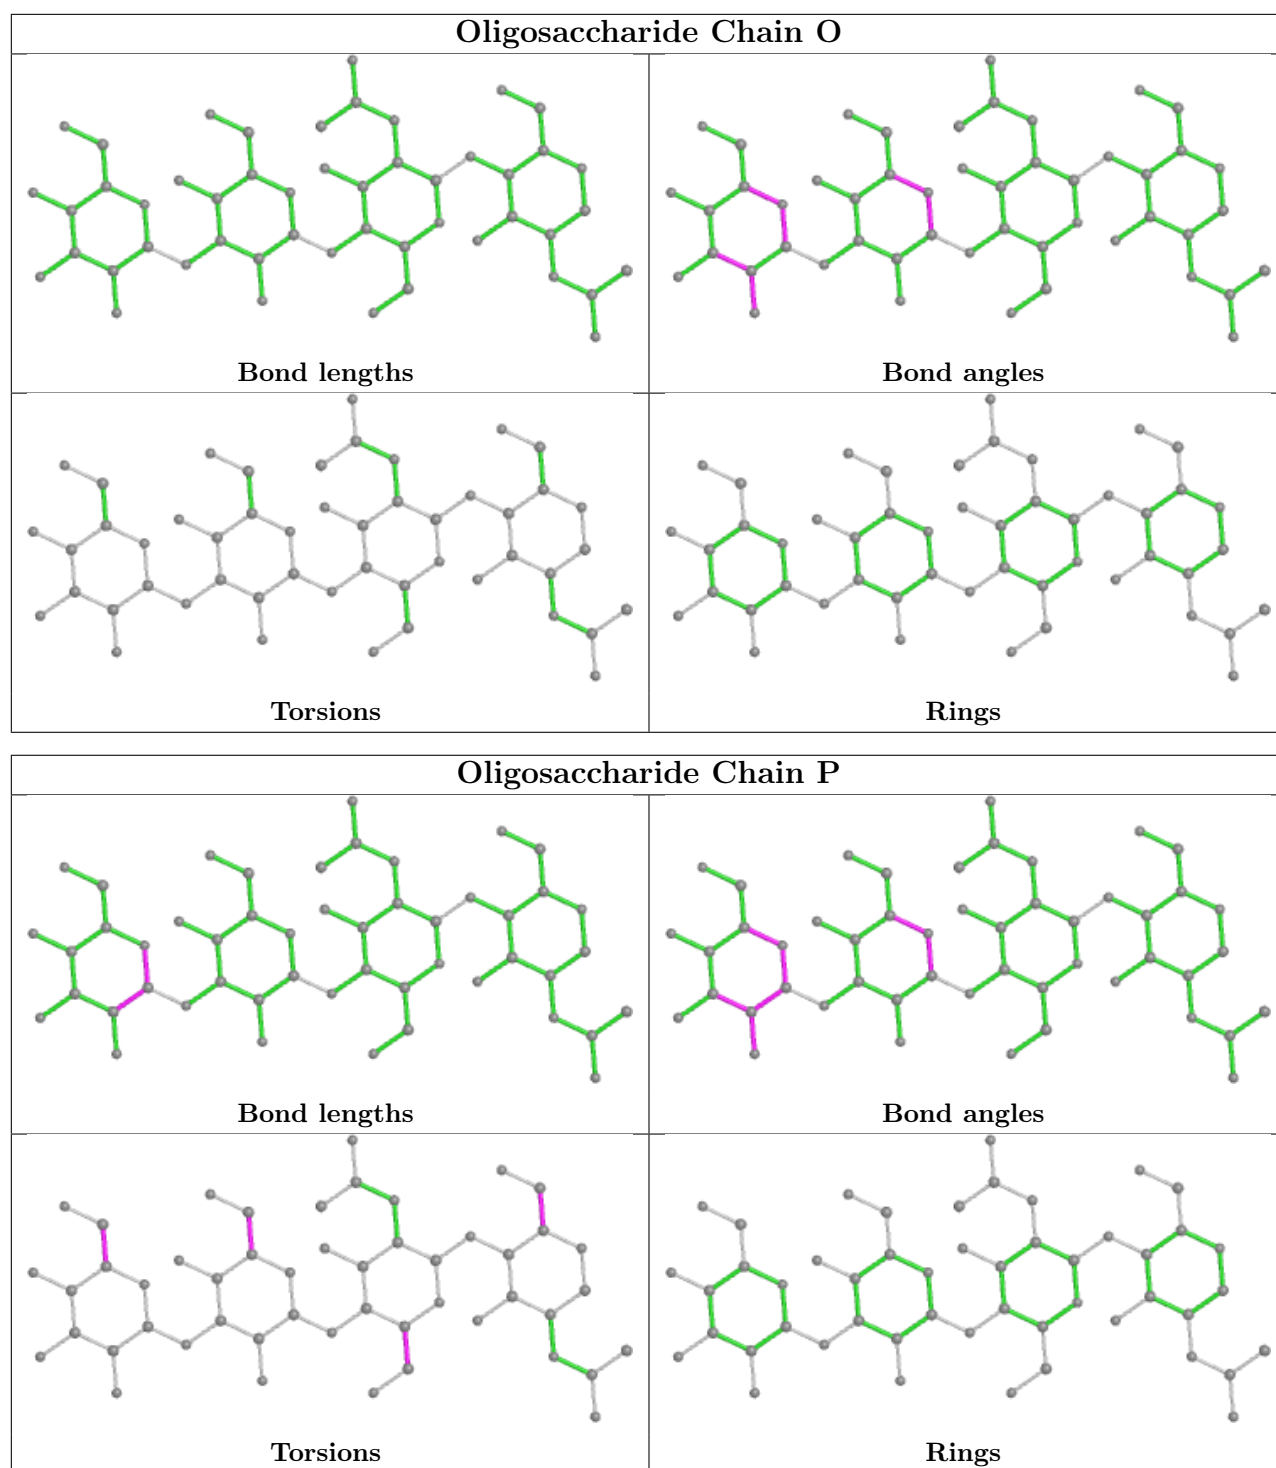 Oligosaccharide Chain O
Bond lengths
Bond angles
Torsions
Rings
Oligosaccharide Chain P
Bond lengths
Bond angles
Torsions
Rings